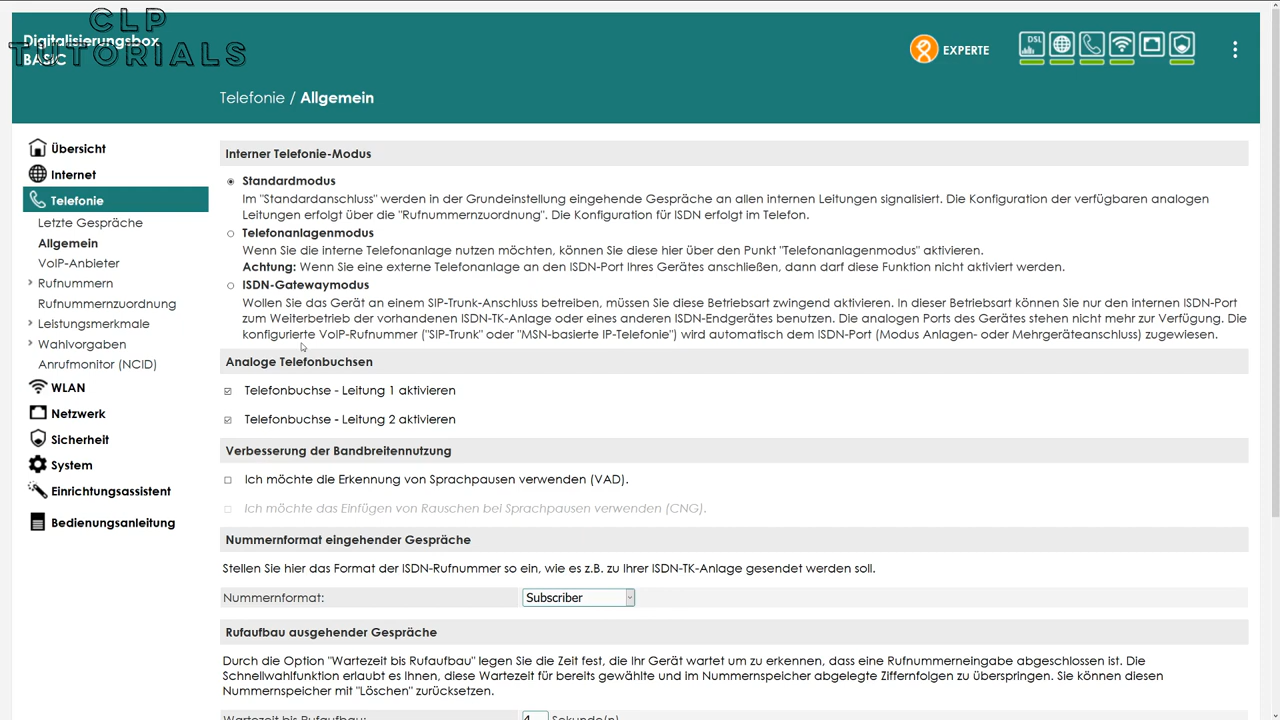 CLP
TUTORIALS
Digitalisierungsbox
BASIC
EXPERTE
DSL
Telefonie / Allgemein
Übersicht
Internet
Telefonie
Letzte Gespräche
Allgemein
VoIP-Anbieter
Rufnummern
Rufnummernzuordnung
Leistungsmerkmale
Wahlvorgaben
Anrufmonitor (NCID)
WLAN
Netzwerk
Sicherheit
System
Einrichtungsassistent
Bedienungsanleitung
Interner Telefonie-Modus
Standardmodus
Im "Standardanschluss" werden in der Grundeinstellung eingehende Gespräche an allen internen Leitungen signalisiert. Die Konfiguration der verfügbaren analogen
Leitungen erfolgt über die "Rufnummernzuordnung". Die Konfiguration für ISDN erfolgt im Telefon.
Telefonanlagenmodus
Wenn Sie die interne Telefonanlage nutzen möchten, können Sie diese hier über den Punkt "Telefonanlagenmodus" aktivieren.
Achtung: Wenn Sie eine externe Telefonanlage an den ISDN-Port Ihres Gerätes anschließen, dann darf diese Funktion nicht aktiviert werden.
ISDN-Gatewaymodus
Wollen Sie das Gerät an einem SIP-Trunk-Anschluss betreiben, müssen Sie diese Betriebsart zwingend aktivieren. In dieser Betriebsart können Sie nur den internen ISDN-Port
zum Weiterbetrieb der vorhandenen ISDN-TK-Anlage oder eines anderen ISDN-Endgerätes benutzen. Die analogen Ports des Gerätes stehen nicht mehr zur Verfügung. Die
konfigurierte VoIP-Rufnummer ("SIP-Trunk" oder "MSN-basierte IP-Telefonie") wird automatisch dem ISDN-Port (Modus Anlagen- oder Mehrgeräteanschluss) zugewiesen.
Analoge Telefonbuchsen
Telefonbuchse - Leitung 1 aktivieren
Telefonbuchse - Leitung 2 aktivieren
Verbesserung der Bandbreitennutzung
Ich möchte die Erkennung von Sprachpausen verwenden (VAD).
Ich möchte das Einfügen von Rauschen bei Sprachpausen verwenden (CNG).
Nummernformat eingehender Gespräche
Stellen Sie hier das Format der ISDN-Rufnummer so ein, wie es z.B. zu Ihrer ISDN-TK-Anlage gesendet werden soll.
Nummernformat: Subscriber
Rufaufbau ausgehender Gespräche
Durch die Option "Wartezeit bis Rufaufbau" legen Sie die Zeit fest, die Ihr Gerät wartet um zu erkennen, dass eine Rufnummerneingabe abgeschlossen ist. Die
Schnellwahlfunktion erlaubt es Ihnen, diese Wartezeit für bereits gewählte und im Nummernspeicher abgelegte Ziffernfolgen zu überspringen. Sie können diesen
Nummernspeicher mit "Löschen" zurücksetzen.
Wartezeit bis Rufaufbau: 4 Sekunde(n)